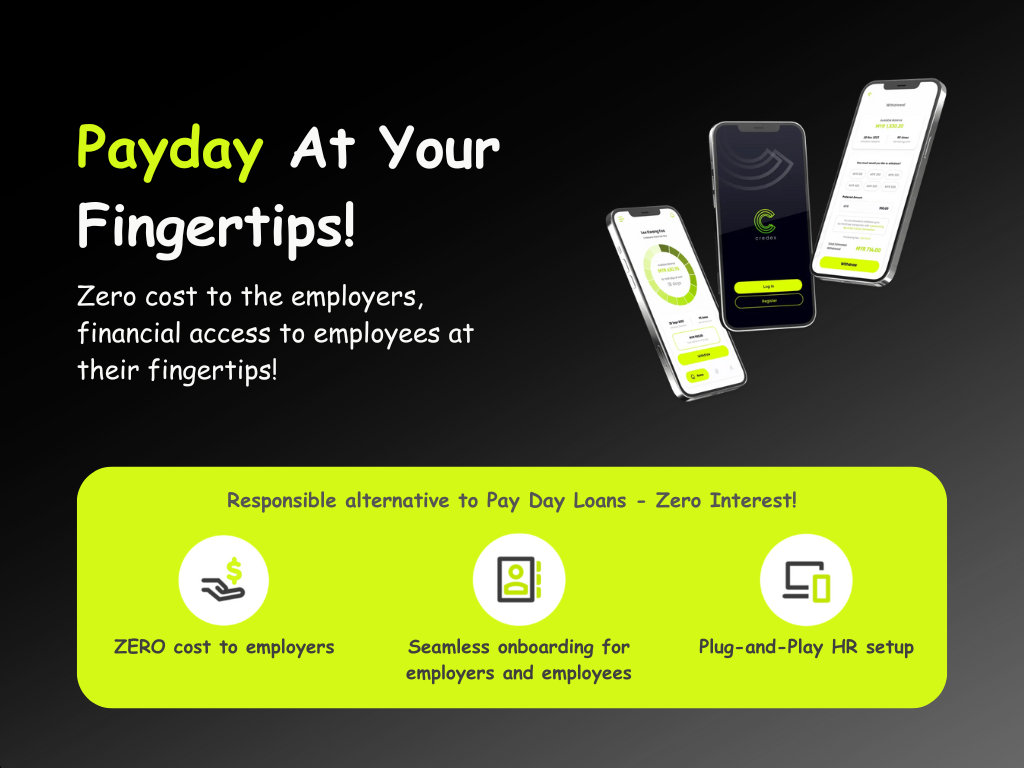 Payday At Your
Fingertips!
Zero cost to the employers,
financial access to employees at
their fingertips!
credex
Log In
Register
Withdraw
Responsible alternative to Pay Day Loans - Zero Interest!
ZERO cost to employers
Seamless onboarding for
employers and employees
Plug-and-Play HR setup